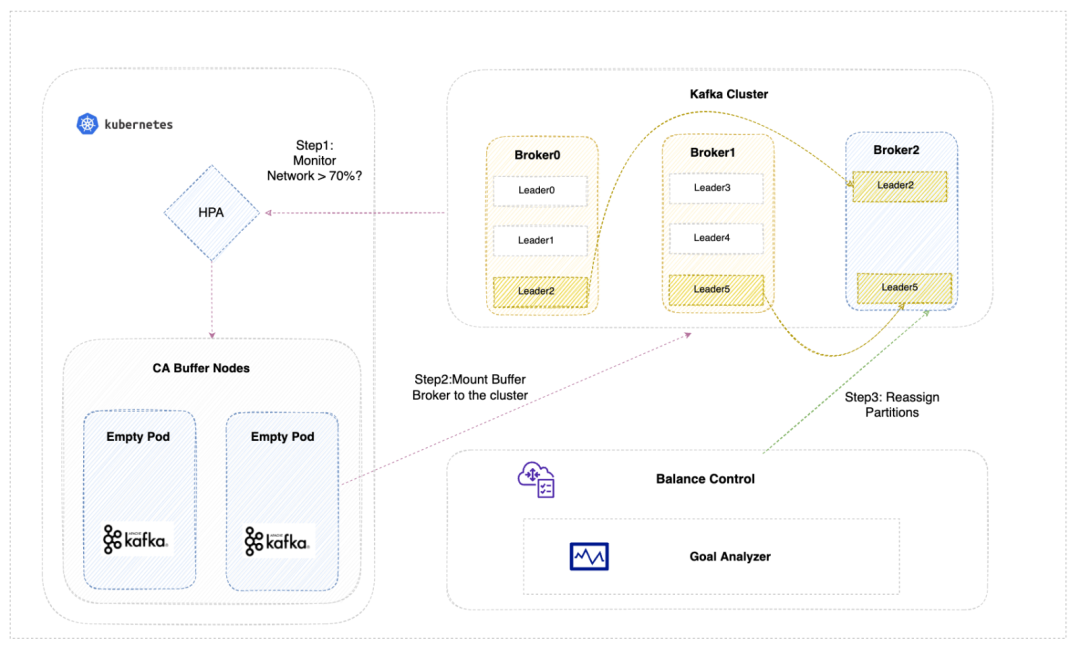 kubernetes
Step1:
Monitor
Network > 70%?
HPA
CA Buffer Nodes
Empty Pod
kafka
Empty Pod
kafka
Kafka Cluster
Broker0
Leader0
Leader1
Leader2
Broker1
Leader3
Leader4
Leader5
Broker2
Leader2
Leader5
Step2:Mount Buffer
Broker to the cluster
Step3: Reassign
Partitions
Balance Control
Goal Analyzer